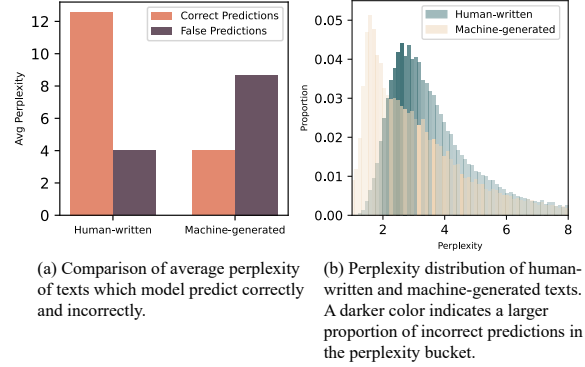 12
10
8
6
4
2
0
Avg Perplexity
Correct Predictions
False Predictions
Human-written
Machine-generated
(a) Comparison of average perplexity
of texts which model predict correctly
and incorrectly.
0.05
0.04
0.03
0.02
0.01
0.00
Proportion
Human-written
Machine-generated
2
4
6
8
Perplexity
(b) Perplexity distribution of human-
written and machine-generated texts.
A darker color indicates a larger
proportion of incorrect predictions in
the perplexity bucket.